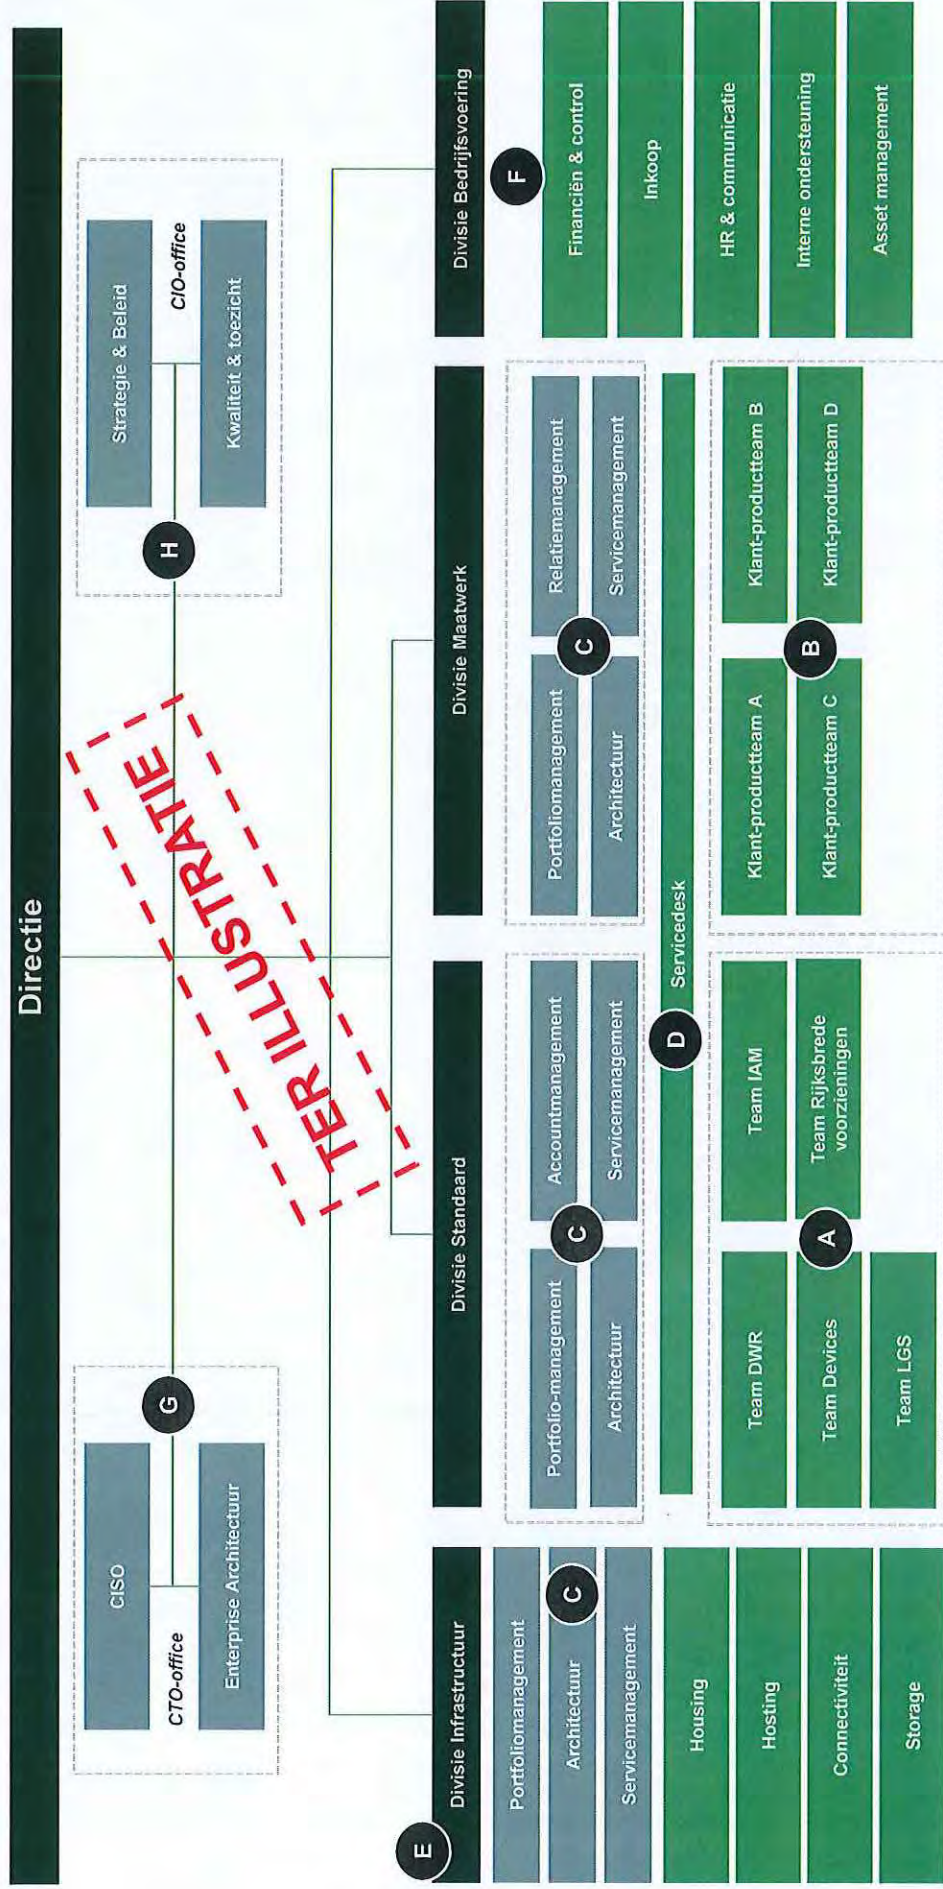 Directie
CISO
CTO-office
G
Enterprise Architectuur
Strategie & Beleid
CIO-office
H
Kwaliteit & toezicht
TER ILLUSTRATIE
E
Divisie Infrastructuur
Portfoliomanagement
Architectuur
C
Servicemanagement
Housing
Hosting
Connectiviteit
Storage
Divisie Standaard
Portfolio-management
Accountmanagement
C
Architectuur
Servicemanagement
Divisie Maatwerk
Portfoliomanagement
Relatiemanagement
C
Architectuur
Servicemanagement
D
Servicedesk
Team DWR
Team IAM
Team Devices
A
Team Rijksbrede
voorzieningen
Team LGS
Klant-productteam A
Klant-productteam B
B
Klant-productteam C
Klant-productteam D
Divisie Bedrijfsvoering
F
Financiën & control
Inkoop
HR & communicatie
Interne ondersteuning
Asset management